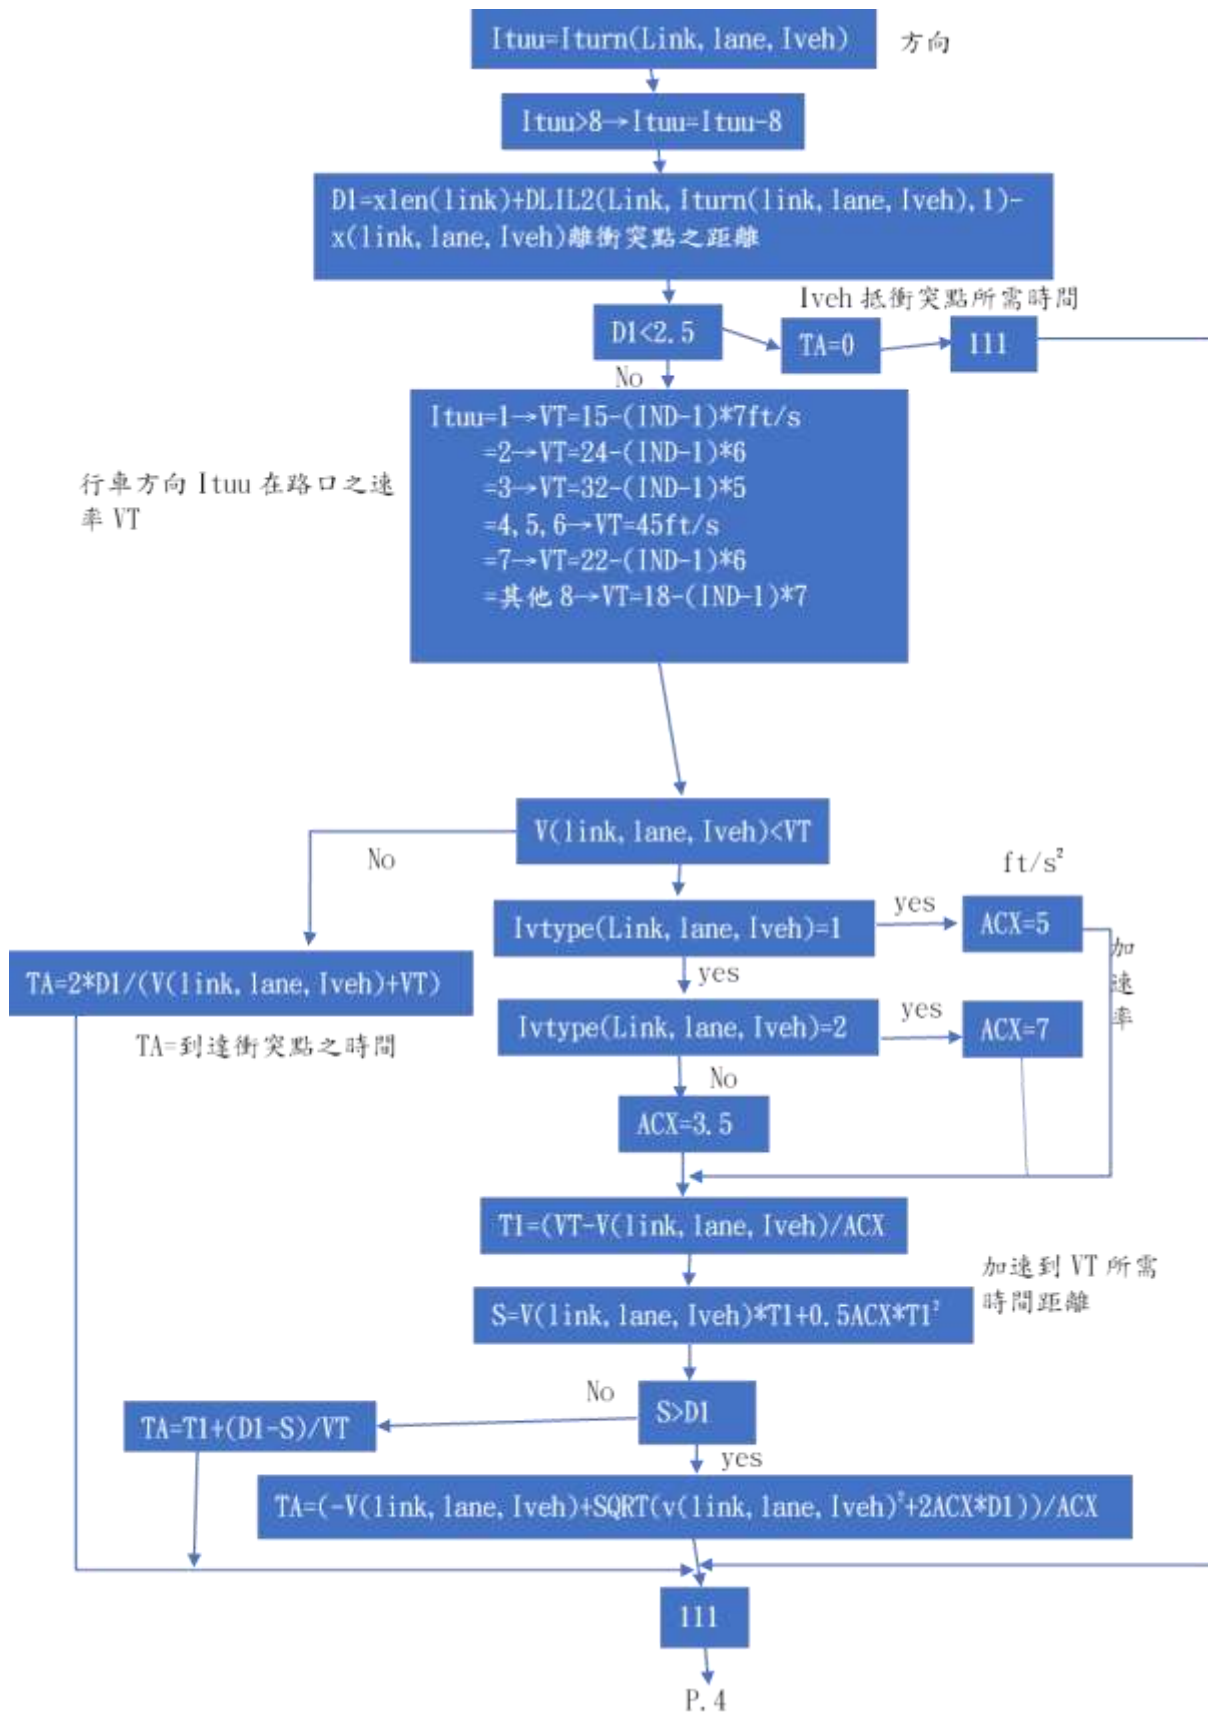 Ituu=Iturn(Link,lane,Iveh)
方向
Ituu>8→Ituu=Ituu-8
D1=xlen(link)+DLIL2(Link,Iturn(link,lane,Iveh),1)-
x(link,lane,Iveh)離衝突點之距離
Iveh 抵衝突點所需時間
D1<2.5
TA=0
111
No
Ituu=1→VT=15-(IND-1)*7ft/s
=2→VT=24-(IND-1)*6
=3→VT=32-(IND-1)*5
=4,5,6→VT=45ft/s
=7→VT=22-(IND-1)*6
=其他 8→VT=18-(IND-1)*7
行車方向 Ituu 在路口之速
率 VT
V(link,lane,Iveh)<VT
No
ft/s²
Ivtype(Link,lane,Iveh)=1
yes
ACX=5
加
速
率
TA=2*D1/(V(link,lane,Iveh)+VT)
yes
Ivtype(Link,lane,Iveh)=2
yes
ACX=7
TA=到達衝突點之時間
No
ACX=3.5
T1=(VT-V(link,lane,Iveh)/ACX
加速到 VT 所需
時間距離
S=V(link,lane,Iveh)*T1+0.5ACX*T1²
No
S>D1
TA=T1+(D1-S)/VT
yes
TA=(-V(link,lane,Iveh)+SQRT(v(link,lane,Iveh)²+2ACX*D1))/ACX
111
P.4